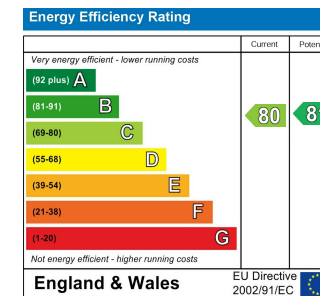 Energy Efficiency Rating
Current
Very energy efficient - lower running costs
(92 plus) A
(81-91) B
(69-80) C
(55-68) D
(39-54) E
(21-38) F
(1-20) G
80
Not energy efficient - higher running costs
England & Wales
EU Directive
2002/91/EC